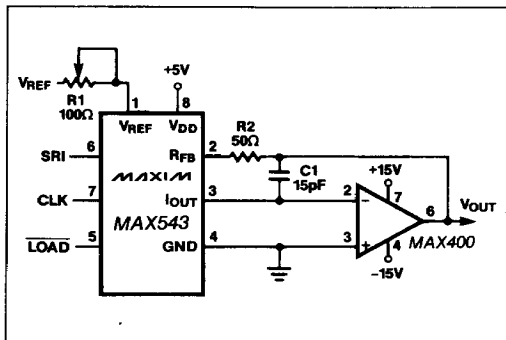 VREF
R1
100Ω
+5V
1
8
VREF
VDD
R2
50Ω
6
SRI
RFB
2
MAXIM
C1
15pF
+15V
7
CLK
IOUT
3
2
−
7
6
VOUT
MAX543
MAX400
5
LOAD
GND
4
3
+
4
−15V